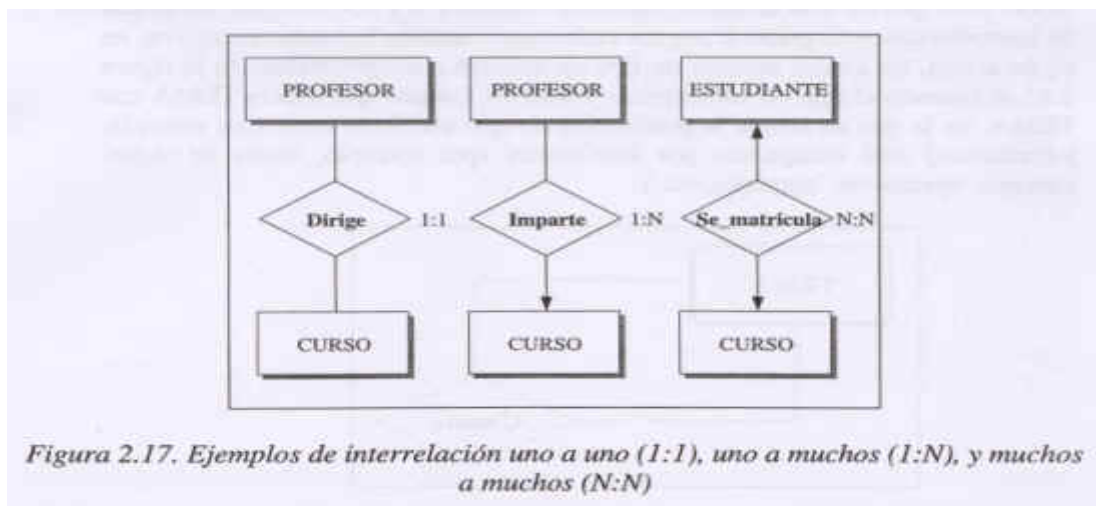 PROFESOR PROFESOR ESTUDIANTE
Dirige 1:1 Imparte 1:N Se_matrícula N:N
CURSO CURSO CURSO
Figura 2.17. Ejemplos de interrelación uno a uno (1:1), uno a muchos (1:N), y muchos
a muchos (N:N)